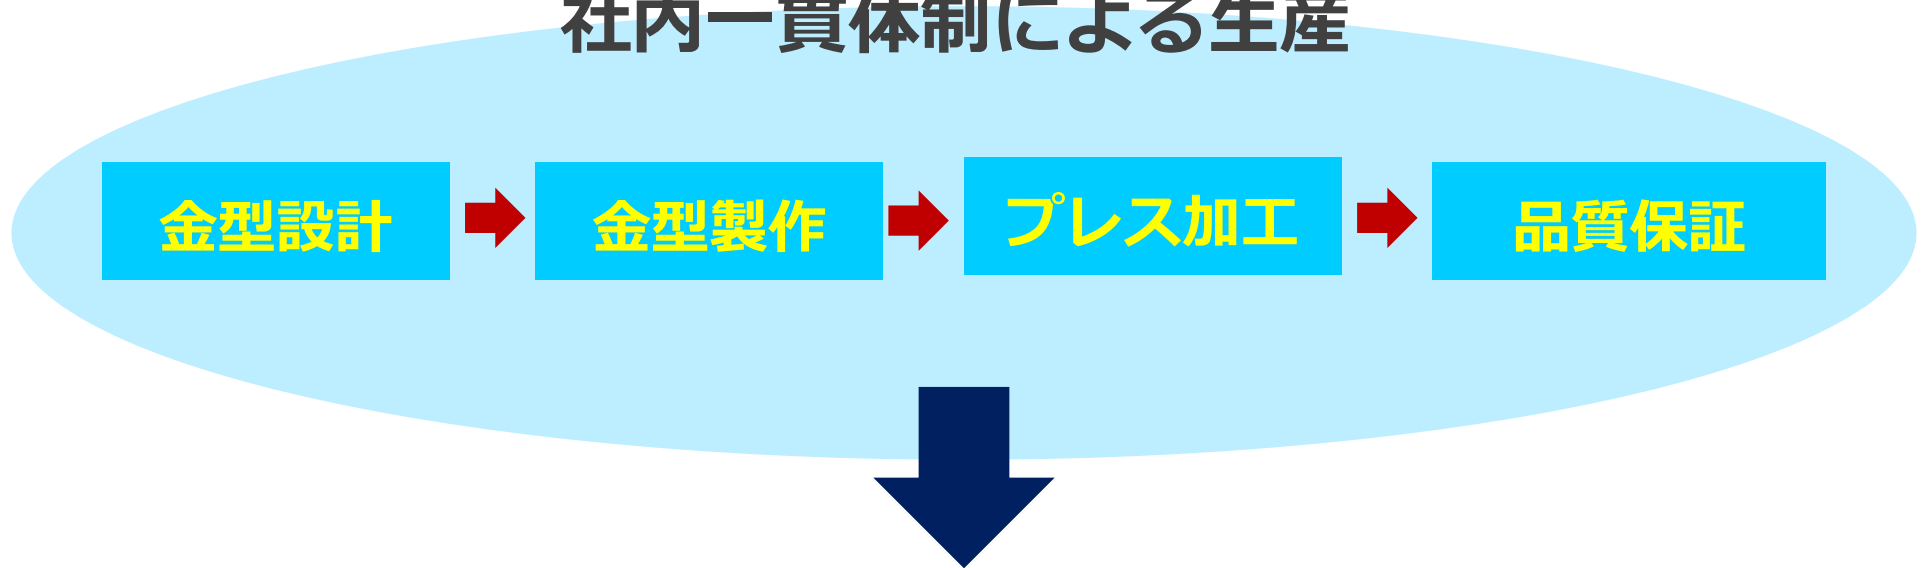 社内一貫体制による生産
金型設計
金型製作
プレス加工
品質保証